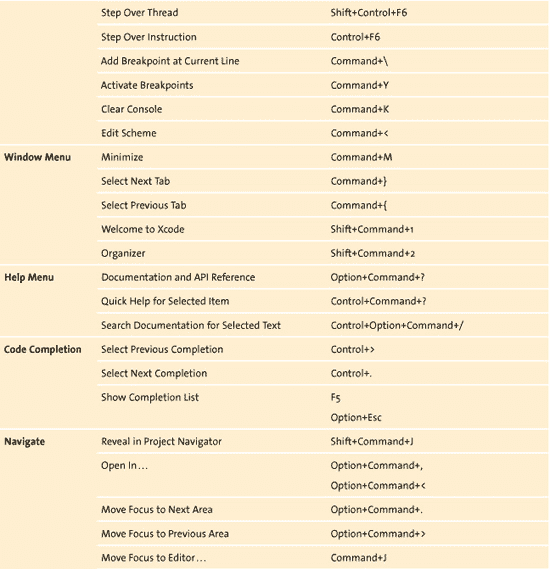 Step Over Thread Shift+Control+F6
Step Over Instruction Control+F6
Add Breakpoint at Current Line Command+\
Activate Breakpoints Command+Y
Clear Console Command+K
Edit Scheme Command+<
Window Menu Minimize Command+M
Select Next Tab Command+}
Select Previous Tab Command+{
Welcome to Xcode Shift+Command+1
Organizer Shift+Command+2
Help Menu Documentation and API Reference Option+Command+?
Quick Help for Selected Item Control+Command+?
Search Documentation for Selected Text Control+Option+Command+/
Code Completion Select Previous Completion Control+>
Select Next Completion Control+.
Show Completion List F5
Option+Esc
Navigate Reveal in Project Navigator Shift+Command+J
Open In... Option+Command+,
Option+Command+<
Move Focus to Next Area Option+Command+.
Move Focus to Previous Area Option+Command+>
Move Focus to Editor... Command+J